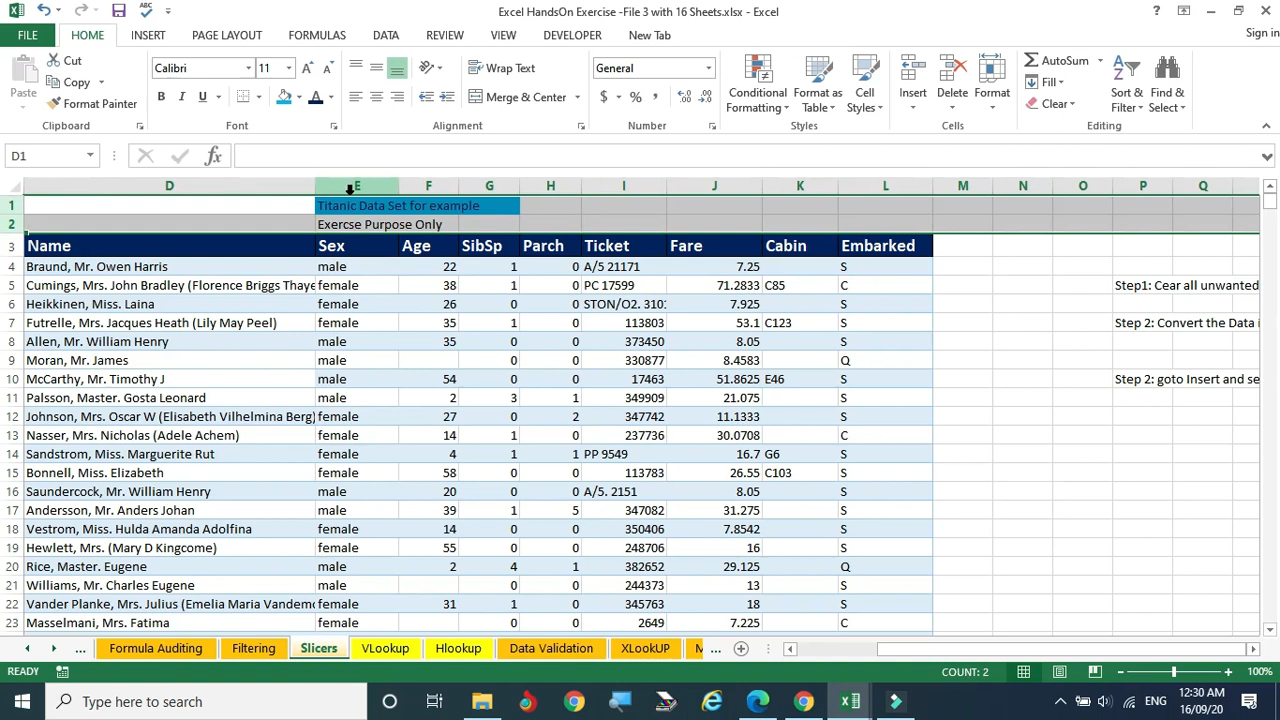 Excel HandsOn Exercise -File 3 with 16 Sheets.xlsx - Excel
FILE HOME INSERT PAGE LAYOUT FORMULAS DATA REVIEW VIEW DEVELOPER New Tab Sign in
Paste Cut Copy Format Painter
Calibri 11 B I U A
Wrap Text
Merge & Center
General
$ % ,
Conditional Formatting Format as Table Cell Styles
Insert Delete Format
AutoSum Fill Clear
Sort & Filter Find & Select
Clipboard Font Alignment Number Styles Cells Editing
D1 fx
D E F G H I J K L M N O P Q
1 Titanic Data Set for example
2 Exercse Purpose Only
3 Name Sex Age SibSp Parch Ticket Fare Cabin Embarked
4 Braund, Mr. Owen Harris male 22 1 0 A/5 21171 7.25 S
5 Cumings, Mrs. John Bradley (Florence Briggs Thaye female 38 1 0 PC 17599 71.2833 C85 C Step1: Cear all unwanted
6 Heikkinen, Miss. Laina female 26 0 0 STON/O2. 3101 7.925 S
7 Futrelle, Mrs. Jacques Heath (Lily May Peel) female 35 1 0 113803 53.1 C123 S Step 2: Convert the Data i
8 Allen, Mr. William Henry male 35 0 0 373450 8.05 S
9 Moran, Mr. James male 0 0 330877 8.4583 Q
10 McCarthy, Mr. Timothy J male 54 0 0 17463 51.8625 E46 S Step 2: goto Insert and se
11 Palsson, Master. Gosta Leonard male 2 3 1 349909 21.075 S
12 Johnson, Mrs. Oscar W (Elisabeth Vilhelmina Berg) female 27 0 2 347742 11.1333 S
13 Nasser, Mrs. Nicholas (Adele Achem) female 14 1 0 237736 30.0708 C
14 Sandstrom, Miss. Marguerite Rut female 4 1 1 PP 9549 16.7 G6 S
15 Bonnell, Miss. Elizabeth female 58 0 0 113783 26.55 C103 S
16 Saundercock, Mr. William Henry male 20 0 0 A/5. 2151 8.05 S
17 Andersson, Mr. Anders Johan male 39 1 5 347082 31.275 S
18 Vestrom, Miss. Hulda Amanda Adolfina female 14 0 0 350406 7.8542 S
19 Hewlett, Mrs. (Mary D Kingcome) female 55 0 0 248706 16 S
20 Rice, Master. Eugene male 2 4 1 382652 29.125 Q
21 Williams, Mr. Charles Eugene male 0 0 244373 13 S
22 Vander Planke, Mrs. Julius (Emelia Maria Vandemo female 31 1 0 345763 18 S
23 Masselmani, Mrs. Fatima female 0 0 2649 7.225 C
... Formula Auditing Filtering Slicers VLookup Hlookup Data Validation XLookUP M ...
READY COUNT: 2 100%
Type here to search ENG 12:30 AM
16/09/20